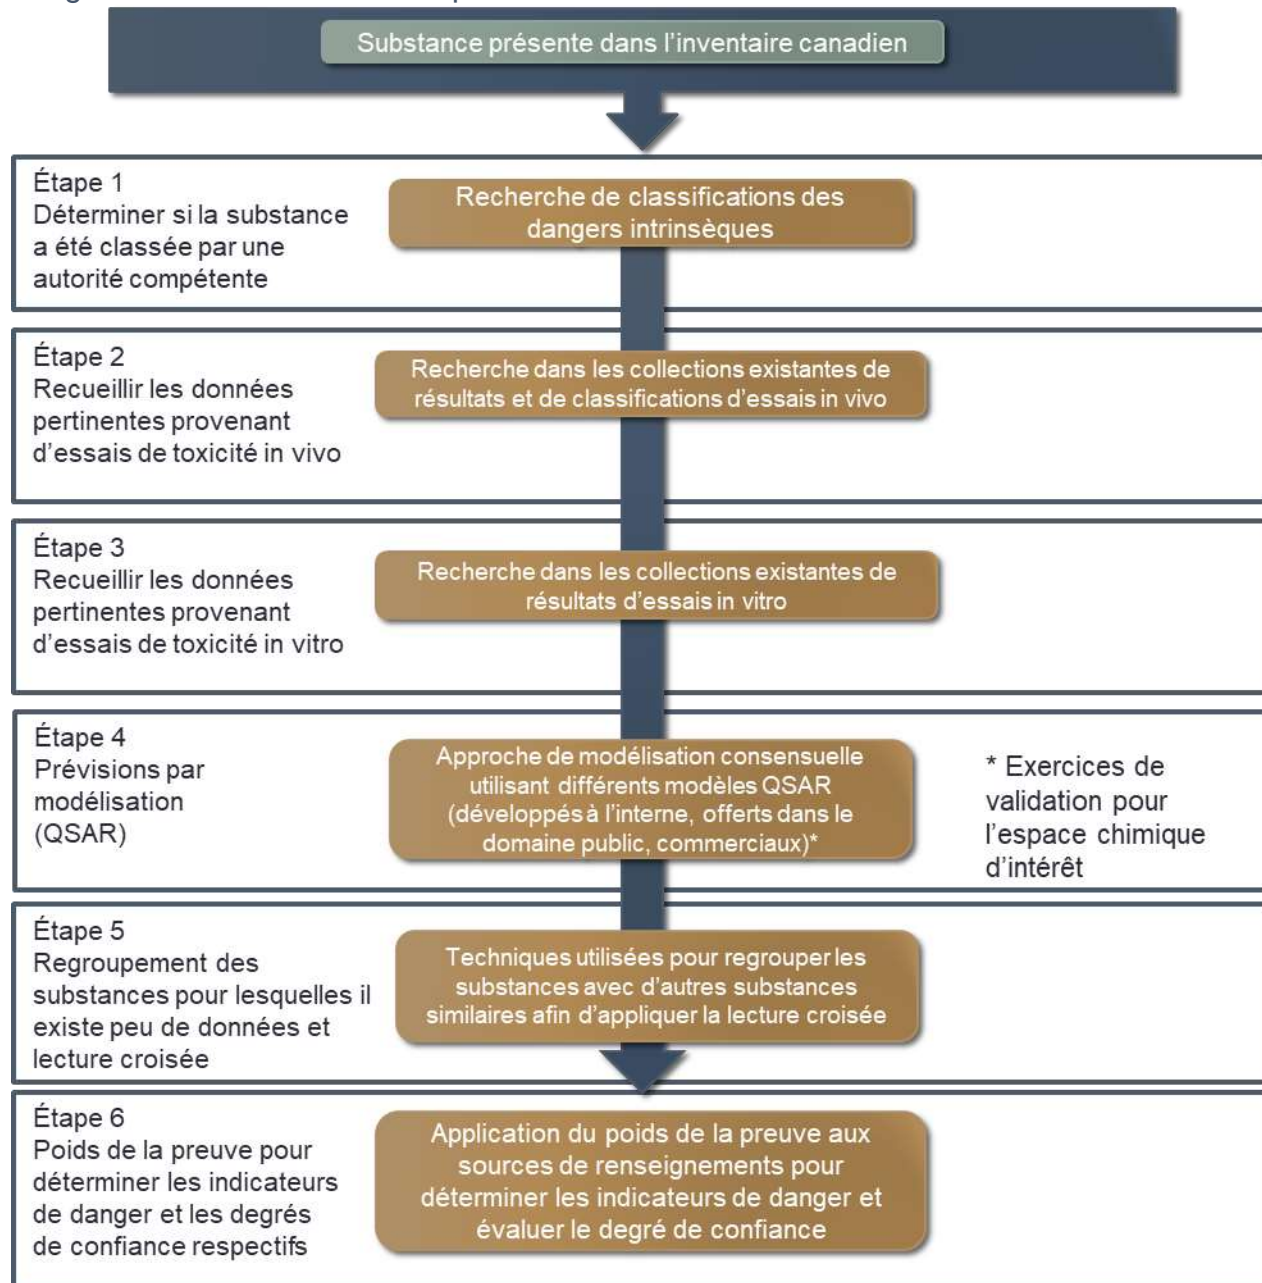 Substance présente dans l'inventaire canadien
Étape 1
Déterminer si la substance
a été classée par une
autorité compétente
Recherche de classifications des
dangers intrinsèques
Étape 2
Recueillir les données
pertinentes provenant
d'essais de toxicité in vivo
Recherche dans les collections existantes de
résultats et de classifications d'essais in vivo
Étape 3
Recueillir les données
pertinentes provenant
d'essais de toxicité in vitro
Recherche dans les collections existantes de
résultats d'essais in vitro
Étape 4
Prévisions par
modélisation
(QSAR)
Approche de modélisation consensuelle
utilisant différents modèles QSAR
(développés à l'interne, offerts dans le
domaine public, commerciaux)*
* Exercices de
validation pour
l'espace chimique
d'intérêt
Étape 5
Regroupement des
substances pour lesquelles il
existe peu de données et
lecture croisée
Techniques utilisées pour regrouper les
substances avec d'autres substances
similaires afin d'appliquer la lecture croisée
Étape 6
Poids de la preuve pour
déterminer les indicateurs
de danger et les degrés
de confiance respectifs
Application du poids de la preuve aux
sources de renseignements pour
déterminer les indicateurs de danger et
évaluer le degré de confiance